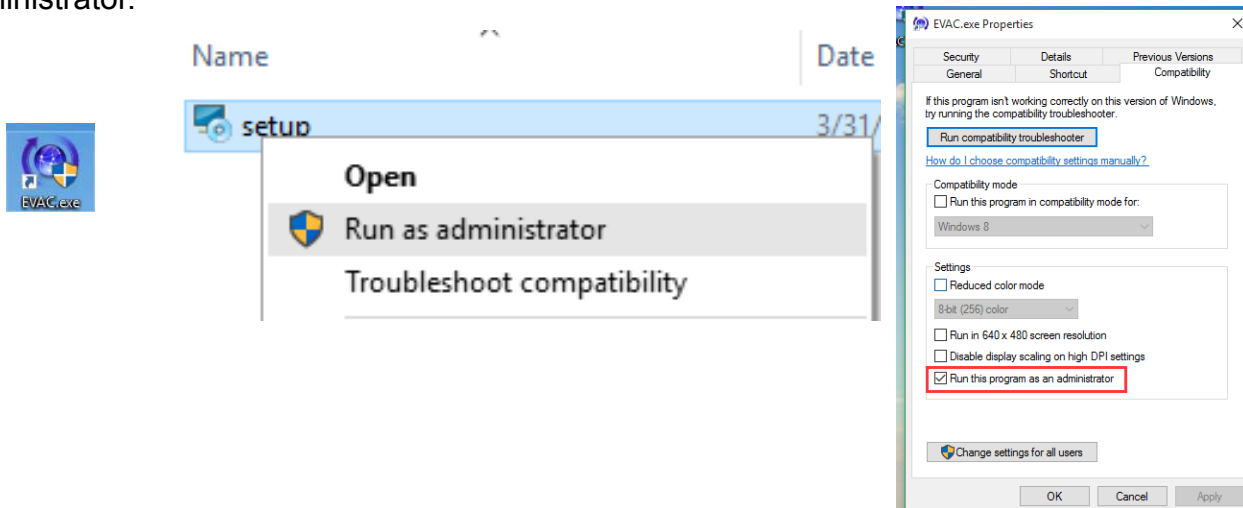 ministrator.
Name
Date
setup
3/31/
Open
Run as administrator
Troubleshoot compatibility
EVAC.exe
EVAC.exe Properties
Security Details Previous Versions
General Shortcut Compatibility
If this program isn't working correctly on this version of Windows,
try running the compatibility troubleshooter.
Run compatibility troubleshooter
How do I choose compatibility settings manually?
Compatibility mode
Run this program in compatibility mode for:
Windows 8
Settings
Reduced color mode
8-bit (256) color
Run in 640 x 480 screen resolution
Disable display scaling on high DPI settings
Run this program as an administrator
Change settings for all users
OK Cancel Apply